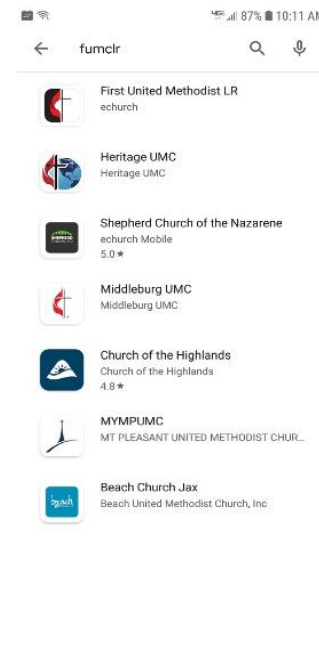 87% 10:11 AM
fumclr
First United Methodist LR
echurch
Heritage UMC
Heritage UMC
SHEPHERD
Shepherd Church of the Nazarene
echurch Mobile
5.0★
Middleburg UMC
Middleburg UMC
Church of the Highlands
Church of the Highlands
4.8★
MYMPUMC
MT PLEASANT UNITED METHODIST CHUR...
beach
Beach Church Jax
Beach United Methodist Church, Inc